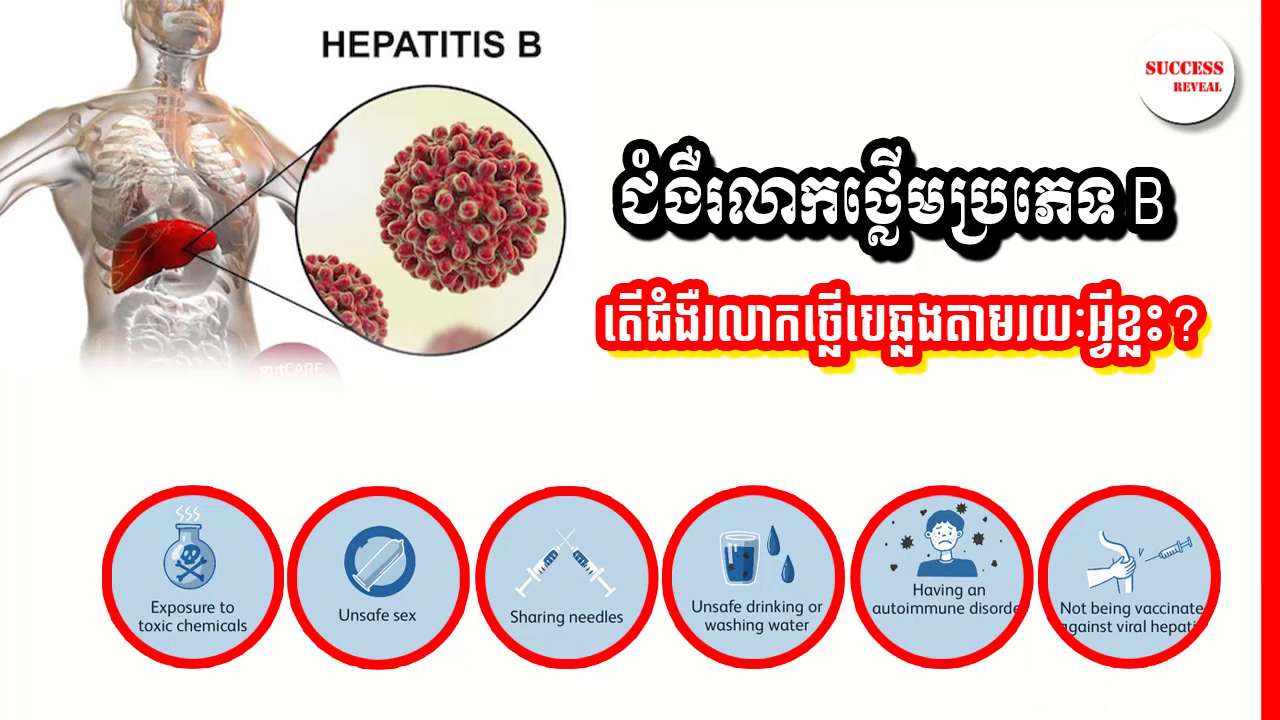 HEPATITIS B
SUCCESS
REVEAL
ជំងឺរលាកថ្លើមប្រភេទ B
តើជំងឺរលាកថ្លើបេឆ្លងតាមរយៈអ្វីខ្លះ?
gutCARE
Exposure to
toxic chemicals
Unsafe sex
Sharing needles
Unsafe drinking or
washing water
Having an
autoimmune disorde
Not being vaccinate
against viral hepati